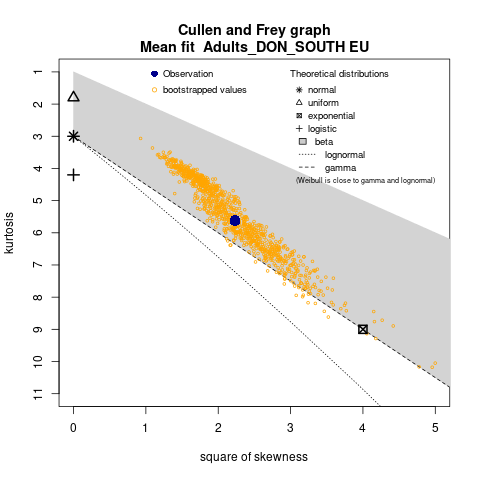 Cullen and Frey graph
Mean fit  Adults_DON_SOUTH EU
Observation
bootstrapped values
Theoretical distributions
normal
uniform
exponential
logistic
beta
lognormal
gamma
(Weibull is close to gamma and lognormal)
kurtosis
1
2
3
4
5
6
7
8
9
10
11
0 1 2 3 4 5
square of skewness